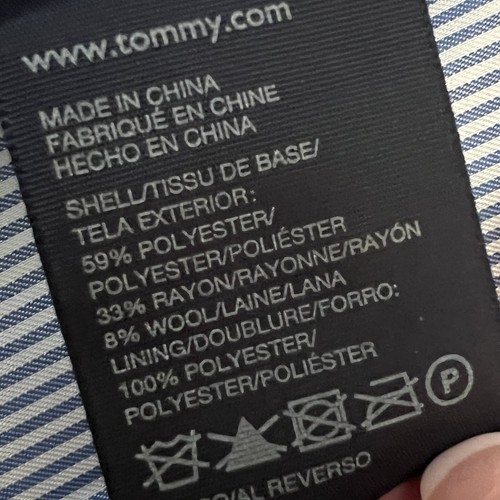 www.tommy.com
MADE IN CHINA
FABRIQUÉ EN CHINE
HECHO EN CHINA
SHELL/TISSU DE BASE/
TELA EXTERIOR:
59% POLYESTER/
POLYESTER/POLIÉSTER
33% RAYON/RAYONNE/RAYÓN
8% WOOL/LAINE/LANA
LINING/DOUBLURE/FORRO:
100% POLYESTER/
POLYESTER/POLIÉSTER
P
AL REVERSO